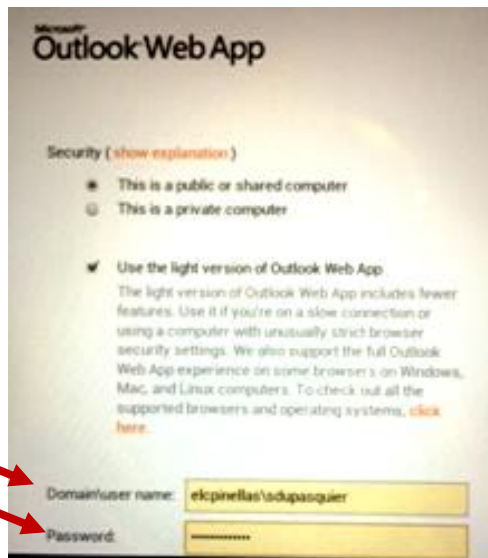 Microsoft
Outlook Web App
Security ( show explanation )
This is a public or shared computer
This is a private computer
Use the light version of Outlook Web App
The light version of Outlook Web App includes fewer
features. Use it if you're on a slow connection or
using a computer with unusually strict browser
security settings. We also support the full Outlook
Web App experience on some browsers on Windows,
Mac, and Linux computers. To check out all the
supported browsers and operating systems, click
here.
Domain\user name: elcpinellas\sdupasquier
Password: ••••••••••••